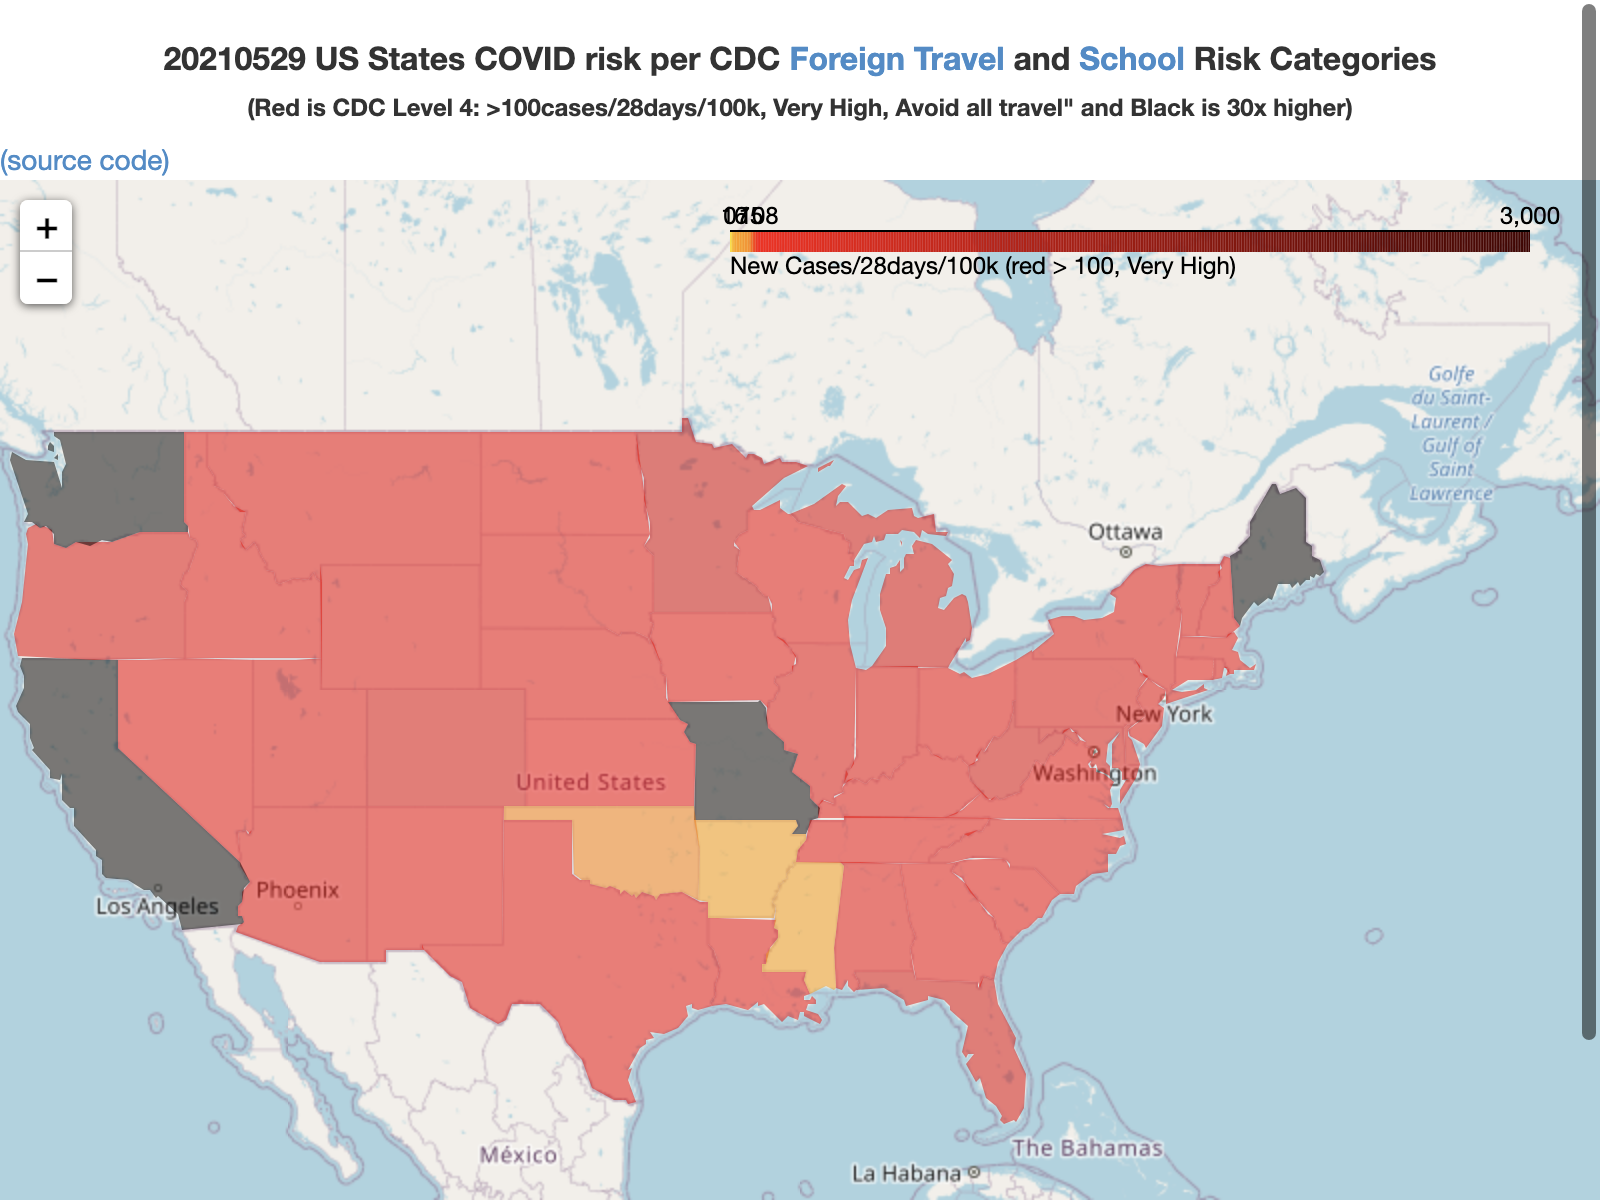 20210529 US States COVID risk per CDC Foreign Travel and School Risk Categories
(Red is CDC Level 4: >100cases/28days/100k, Very High, Avoid all travel" and Black is 30x higher)
(source code)
+
−
3,000
New Cases/28days/100k (red > 100, Very High)
Golfe
du Saint-
Laurent /
Gulf of
Saint
Lawrence
Ottawa
New York
Washington
United States
Phoenix
Los Angeles
México
The Bahamas
La Habana